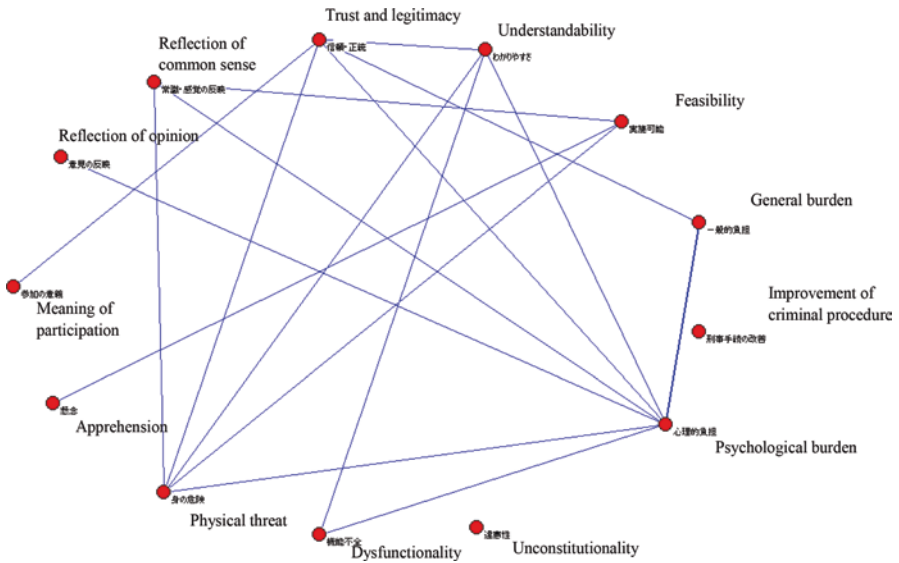 Trust and legitimacy
信頼・正統
Understandability
わかりやすさ
Reflection of
common sense
常識・感覚の反映
Feasibility
実施可能
Reflection of opinion
意見の反映
General burden
一般的負担
Meaning of
participation
参加の意義
Improvement of
criminal procedure
刑事手続の改善
Apprehension
懸念
Psychological burden
心理的負担
Physical threat
身の危険
Dysfunctionality
機能不全
Unconstitutionality
違憲性